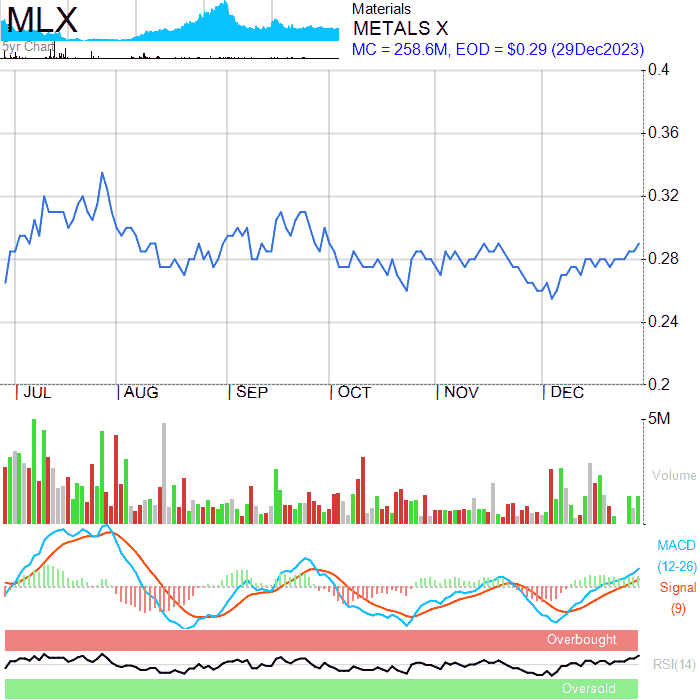 MLX
5yr Chart
Materials
METALS X
MC = 258.6M, EOD = $0.29 (29Dec2023)
0.4
0.36
0.32
0.28
0.24
0.2
JUL AUG SEP OCT NOV DEC
5M
Volume
MACD
(12-26)
Signal
(9)
Overbought
RSI(14)
Oversold